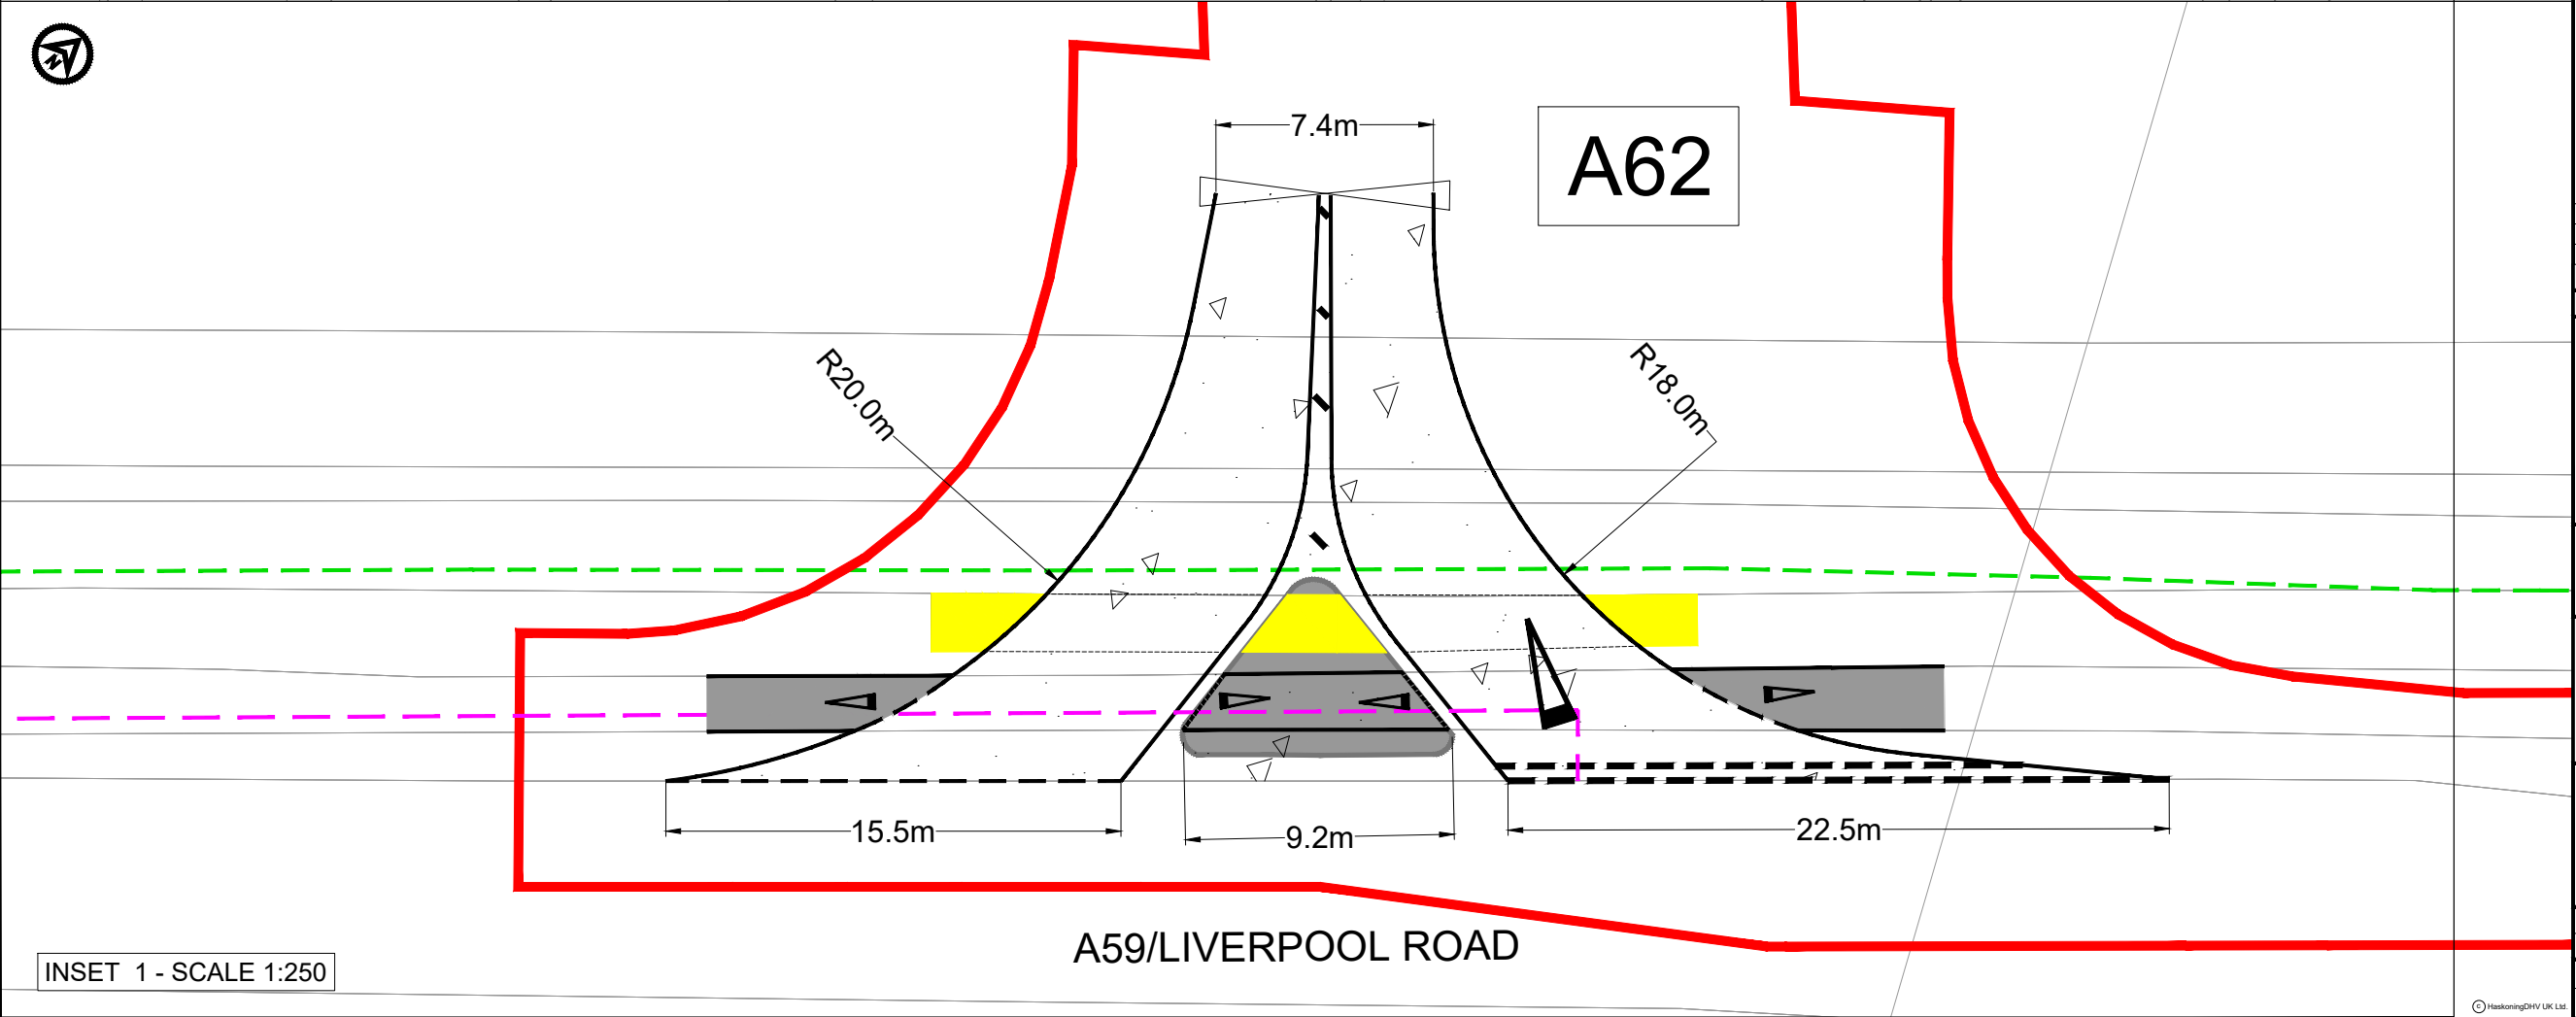 N
7.4m
A62
R20.0m
R18.0m
15.5m
9.2m
22.5m
A59/LIVERPOOL ROAD
INSET 1 - SCALE 1:250
© HaskoningDHV UK Ltd.